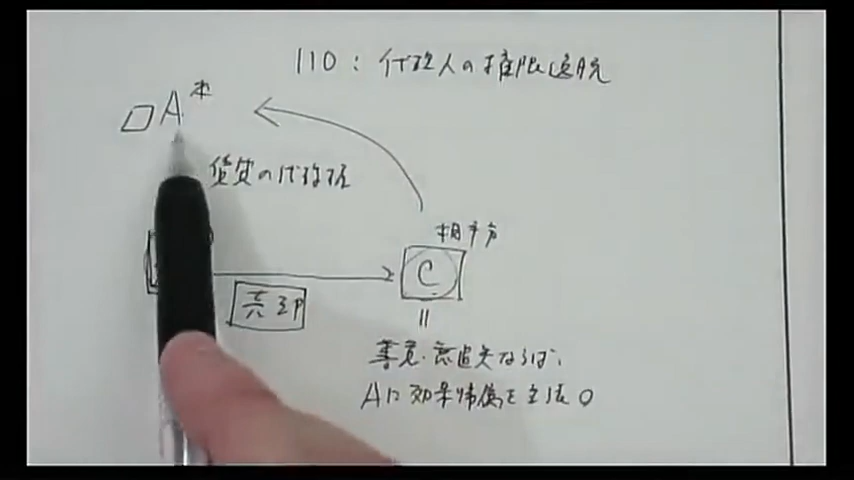 110：代理人の権限逸脱
A 本
賃貸の代理権
相手方
C
売却
善意・無過失ならば、
Aに効果帰属を主張○